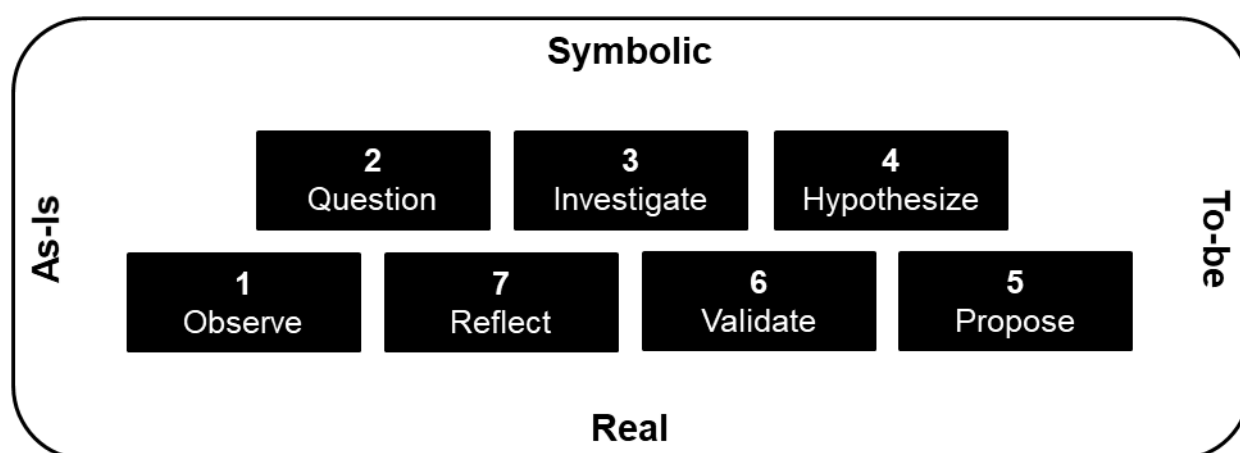 Symbolic
2
Question
3
Investigate
4
Hypothesize
As-Is
To-be
1
Observe
7
Reflect
6
Validate
5
Propose
Real